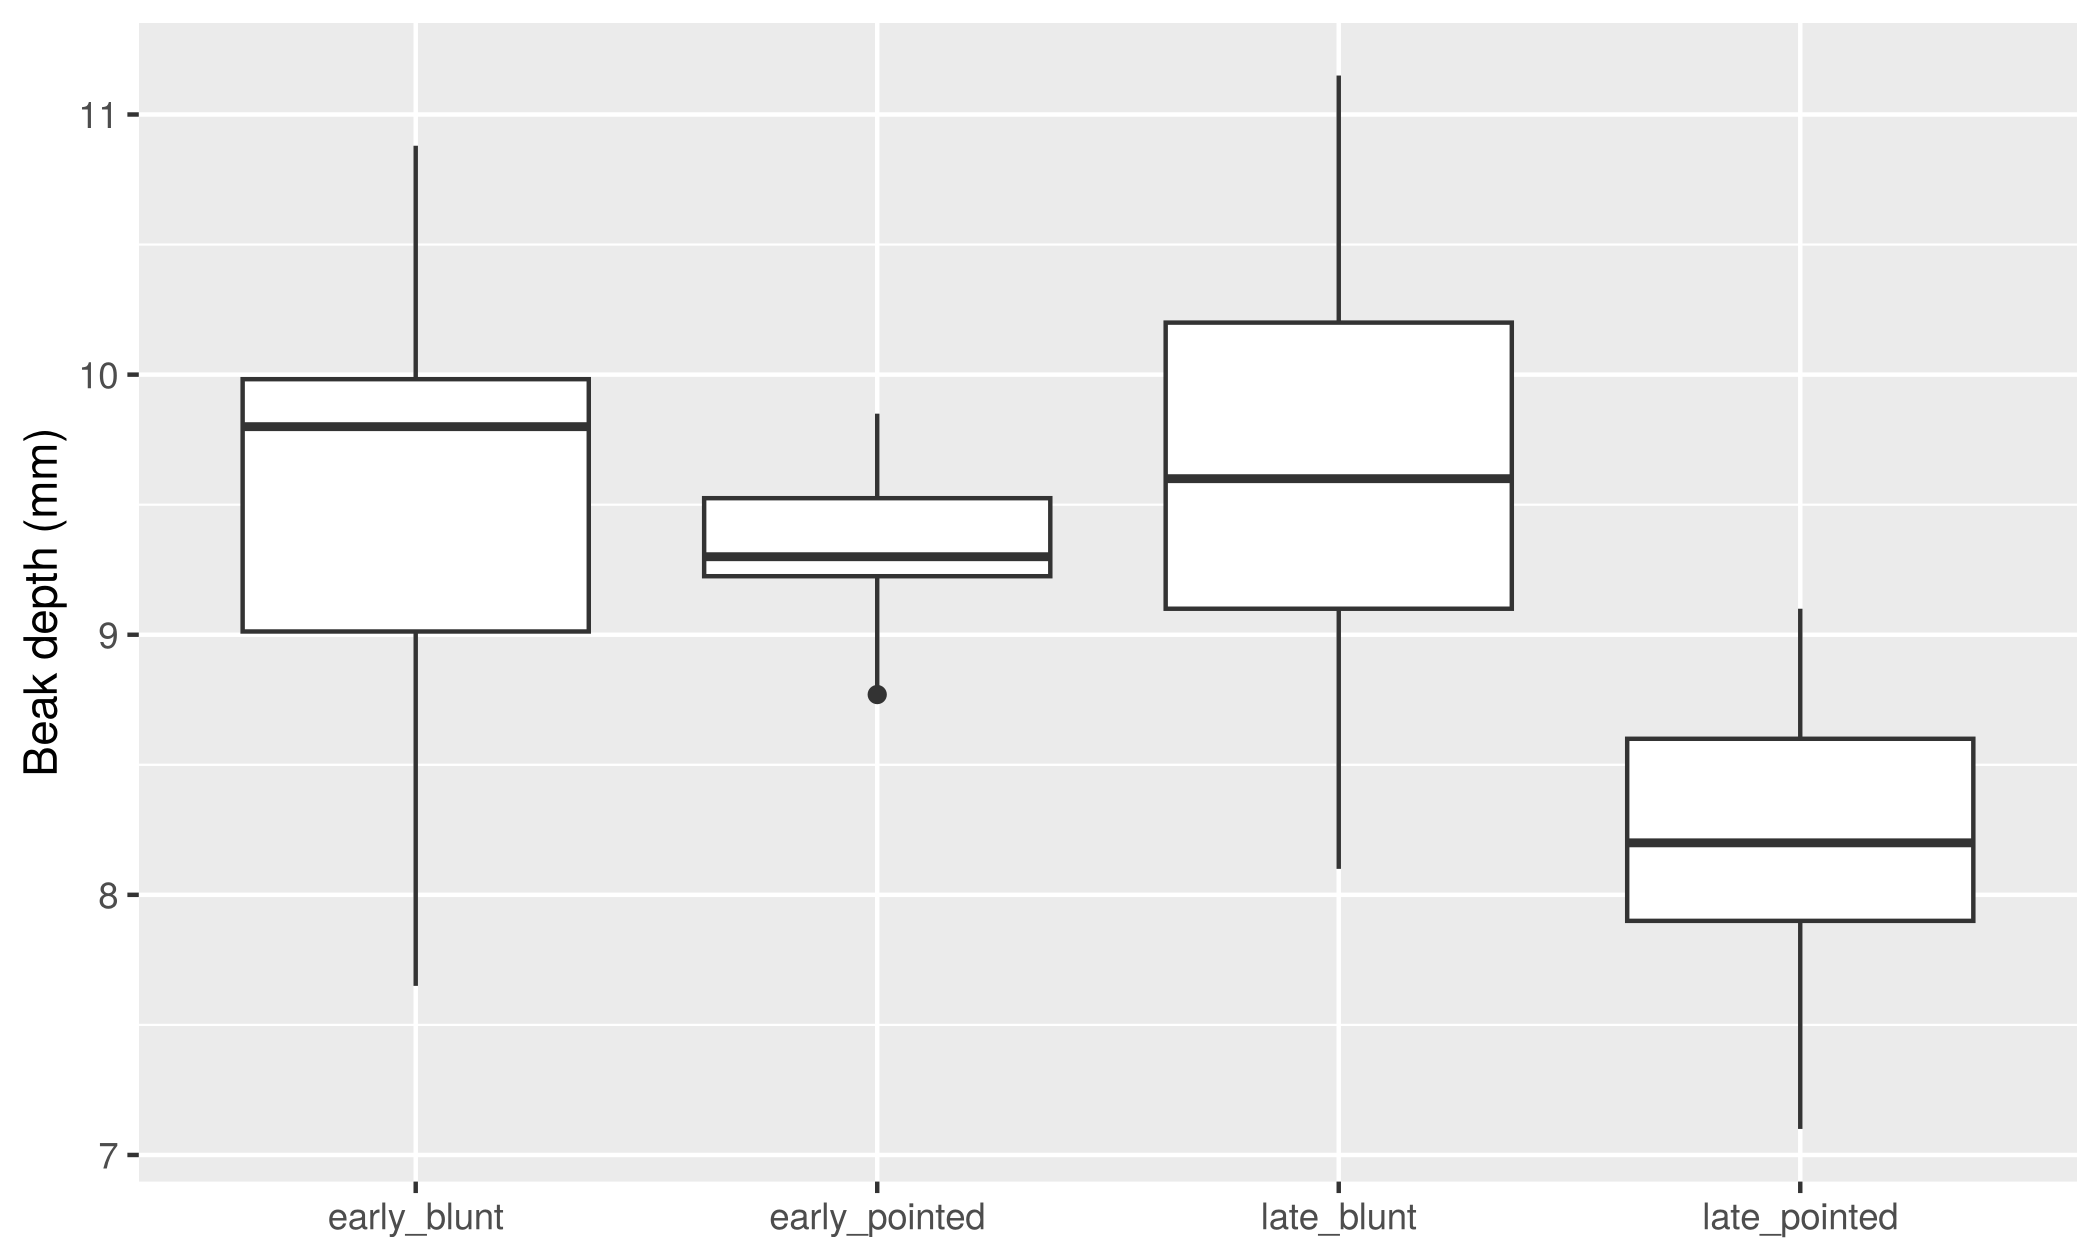 Beak depth (mm)
11
10
9
8
7
early_blunt early_pointed late_blunt late_pointed